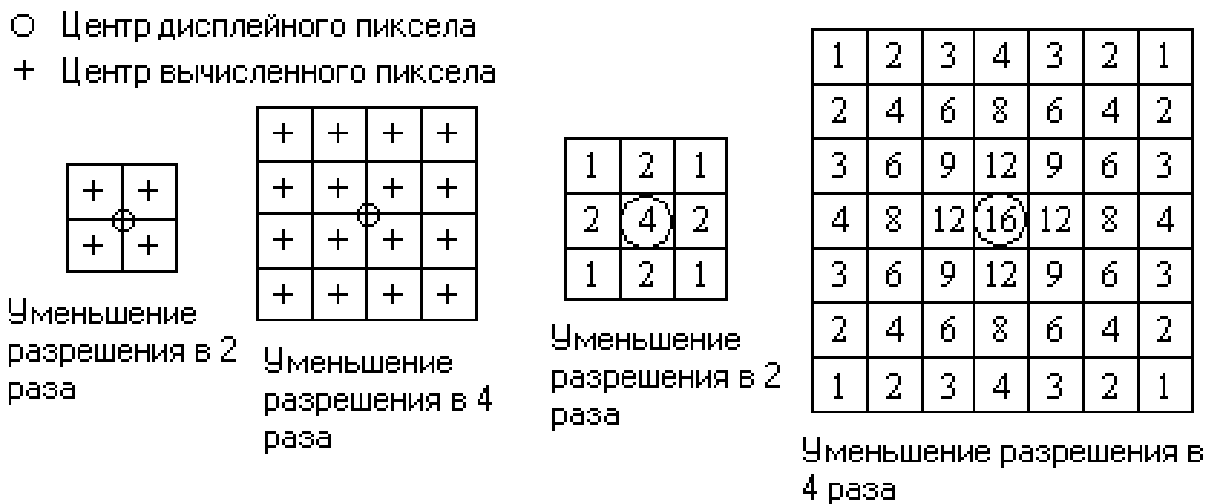 Центр дисплейного пиксела
+ Центр вычисленного пиксела
+ +
+ +
Уменьшение
разрешения в 2
раза
+ + + +
+ + + +
+ + + +
+ + + +
Уменьшение
разрешения в 4
раза
1 2 1
2 4 2
1 2 1
Уменьшение
разрешения в 2
раза
1 2 3 4 3 2 1
2 4 6 8 6 4 2
3 6 9 12 9 6 3
4 8 12 16 12 8 4
3 6 9 12 9 6 3
2 4 6 8 6 4 2
1 2 3 4 3 2 1
Уменьшение разрешения в
4 раза